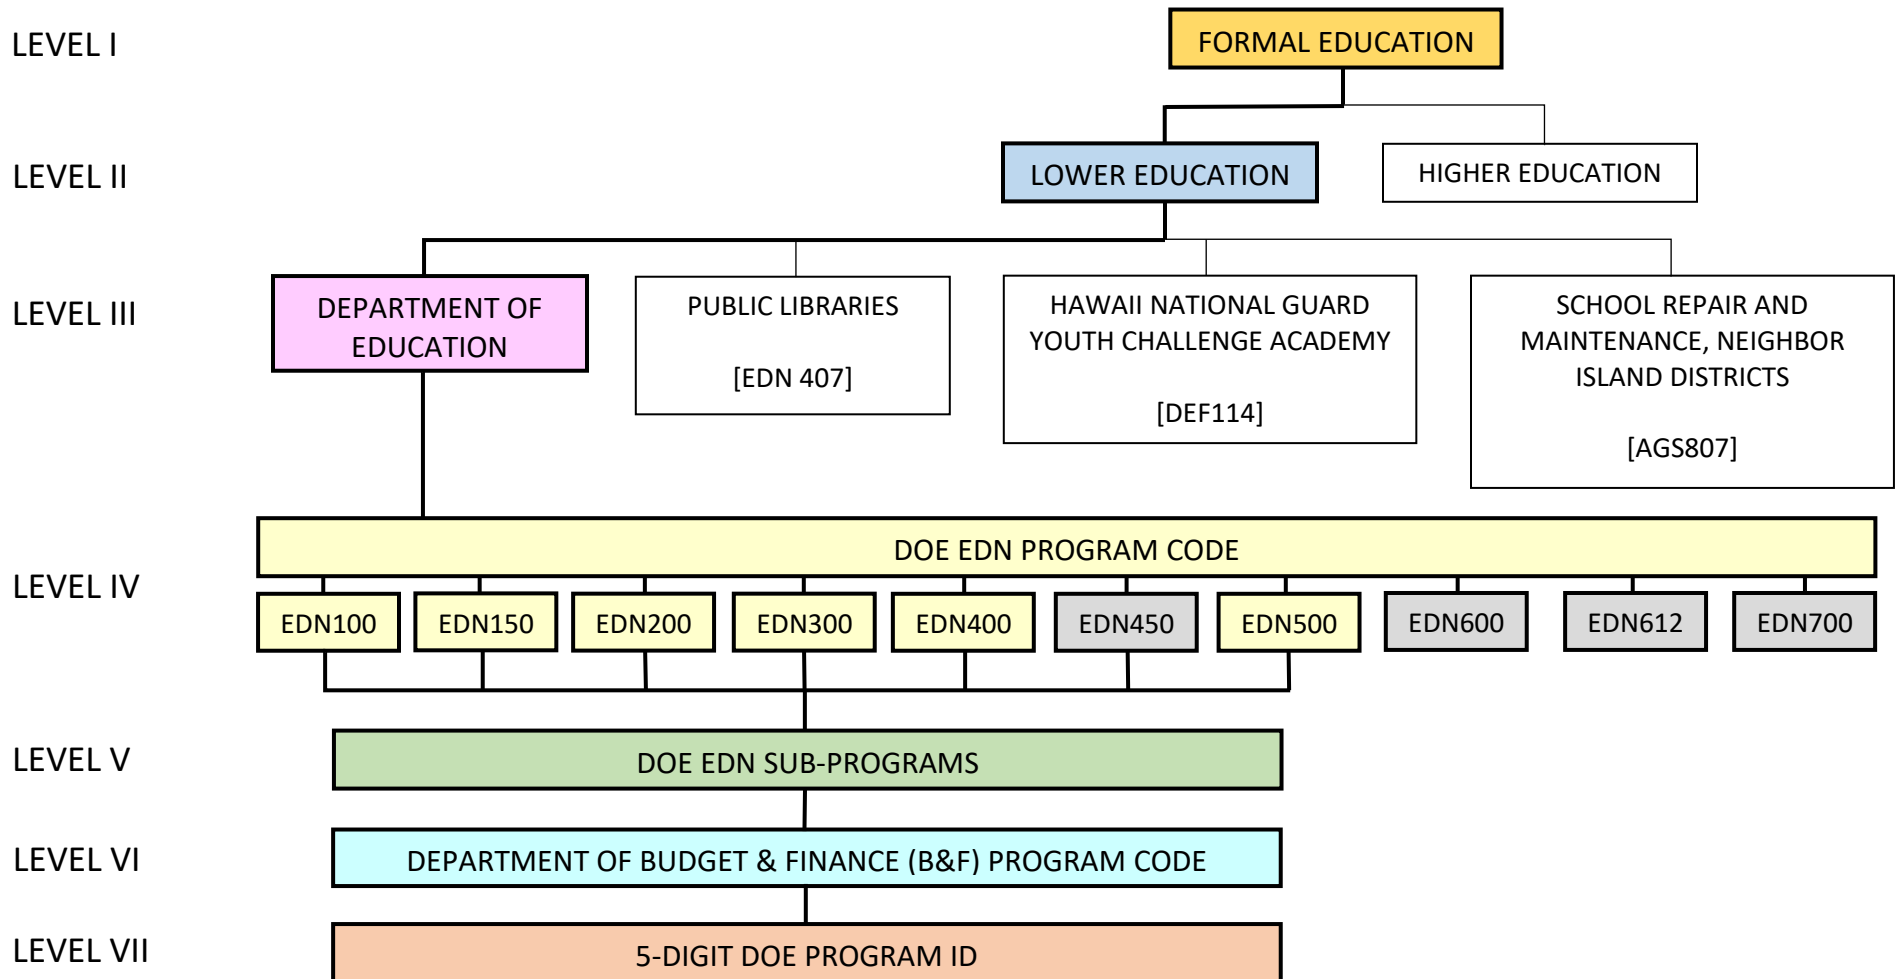 LEVEL I
FORMAL EDUCATION
LEVEL II
LOWER EDUCATION
HIGHER EDUCATION
LEVEL III
DEPARTMENT OF
EDUCATION
PUBLIC LIBRARIES
[EDN 407]
HAWAII NATIONAL GUARD
YOUTH CHALLENGE ACADEMY
[DEF114]
SCHOOL REPAIR AND
MAINTENANCE, NEIGHBOR
ISLAND DISTRICTS
[AGS807]
LEVEL IV
DOE EDN PROGRAM CODE
EDN100
EDN150
EDN200
EDN300
EDN400
EDN450
EDN500
EDN600
EDN612
EDN700
LEVEL V
DOE EDN SUB-PROGRAMS
LEVEL VI
DEPARTMENT OF BUDGET & FINANCE (B&F) PROGRAM CODE
LEVEL VII
5-DIGIT DOE PROGRAM ID